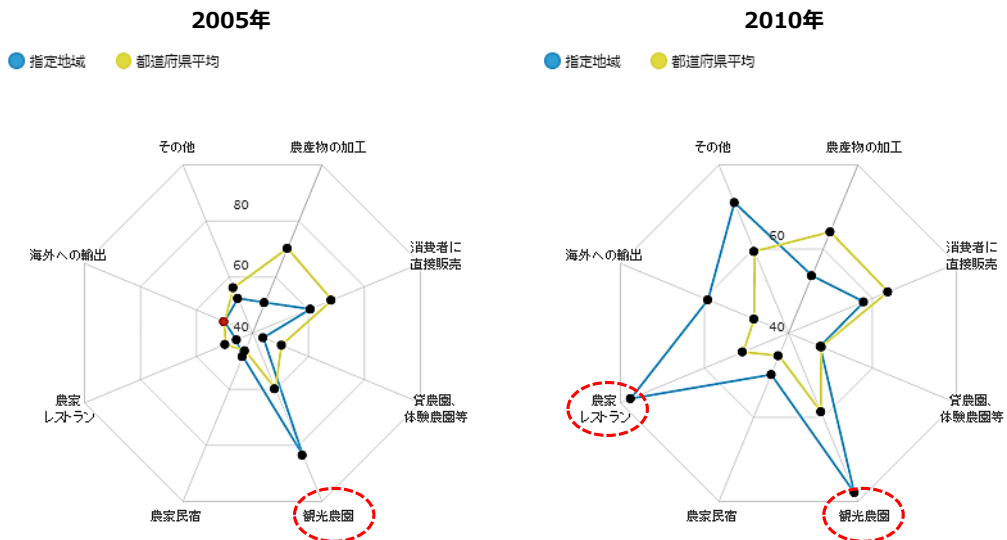 2005年
指定地域
都道府県平均
その他
農産物の加工
海外への輸出
消費者に
直接販売
農家
レストラン
貸農園、
体験農園等
農家民宿
観光農園
80
60
40
2010年
指定地域
都道府県平均
その他
農産物の加工
海外への輸出
消費者に
直接販売
農家
レストラン
貸農園、
体験農園等
農家民宿
観光農園
60
40